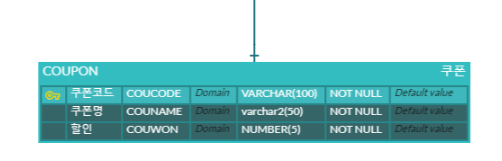 COUPON 쿠폰
쿠폰코드 COUCODE Domain VARCHAR(100) NOT NULL Default value
쿠폰명 COUNAME Domain varchar2(50) NOT NULL Default value
할인 COUWON Domain NUMBER(5) NOT NULL Default value